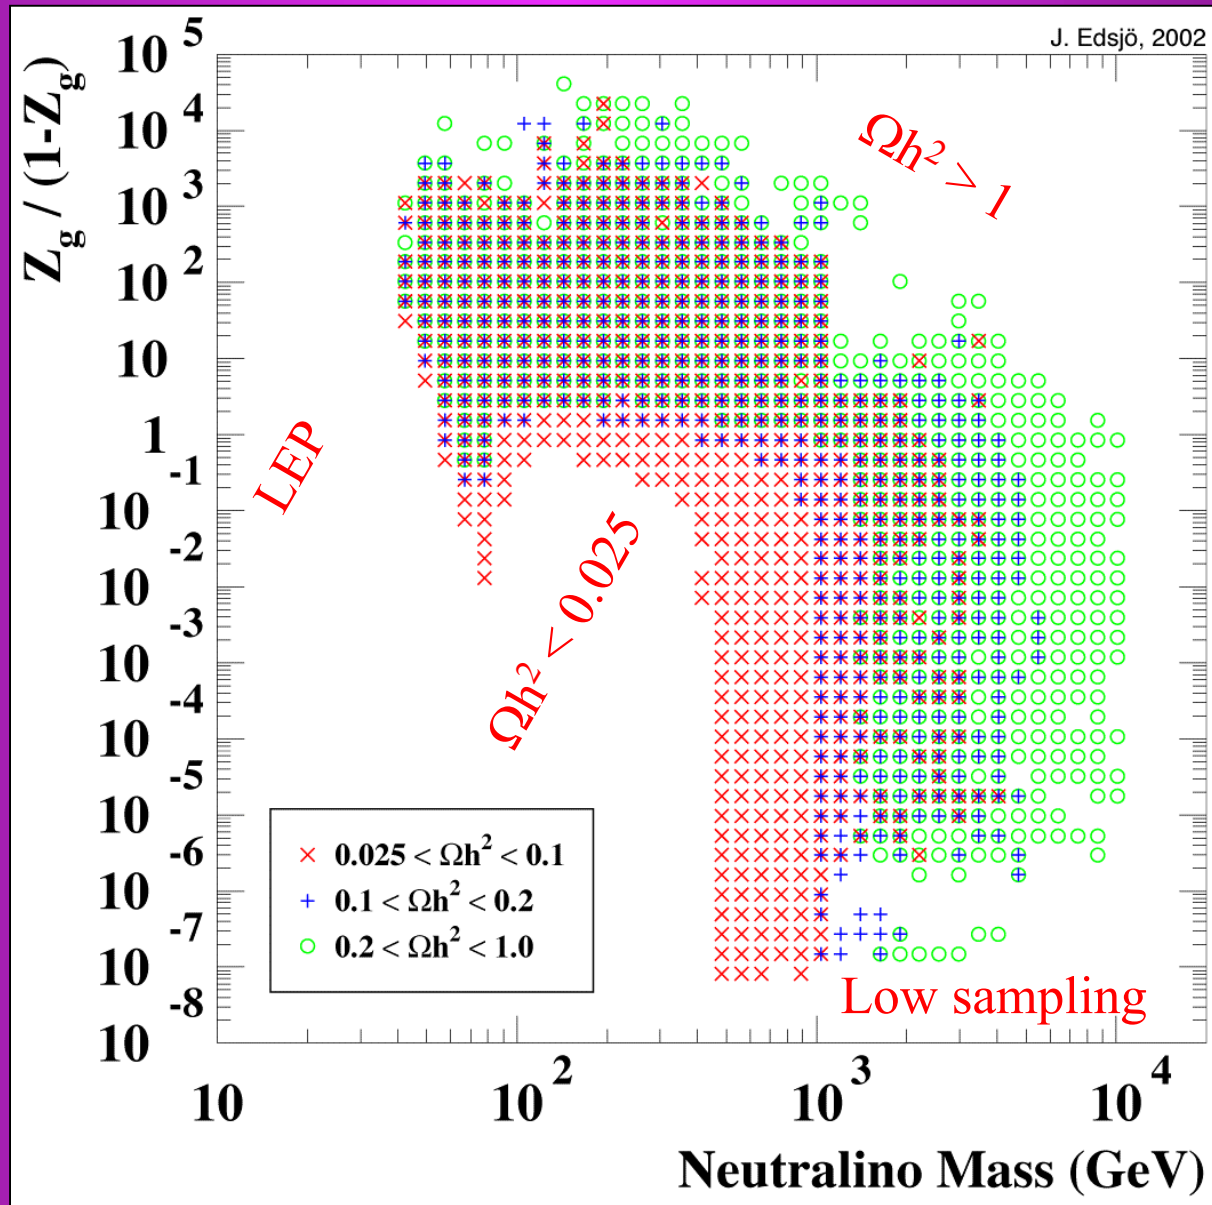 J. Edsjö, 2002
Z_g / (1-Z_g)
10^5
10^4
10^3
10^2
10
1
10^-1
10^-2
10^-3
10^-4
10^-5
10^-6
10^-7
10^-8
Ωh² > 1
LEP
Ωh² < 0.025
× 0.025 < Ωh² < 0.1
+ 0.1 < Ωh² < 0.2
○ 0.2 < Ωh² < 1.0
Low sampling
10 10^2 10^3 10^4
Neutralino Mass (GeV)